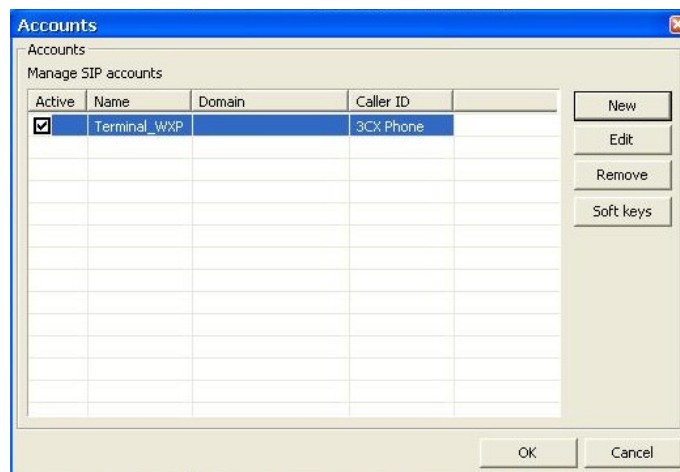 Accounts
Accounts
Manage SIP accounts
Active Name Domain Caller ID
Terminal_WXP 3CX Phone
New
Edit
Remove
Soft keys
OK Cancel